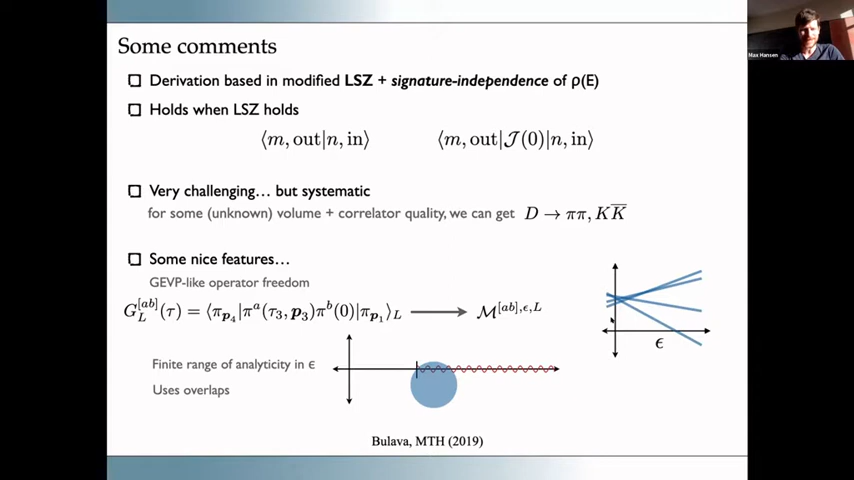 Some comments
Derivation based in modified LSZ + signature-independence of ρ(E)
Holds when LSZ holds
⟨m, out|n, in⟩ ⟨m, out|𝒥(0)|n, in⟩
Very challenging… but systematic
for some (unknown) volume + correlator quality, we can get D → ππ, KK̅
Some nice features…
GEVP-like operator freedom
G_L^{[ab]}(τ) = ⟨π_{p_4}|π^a(τ_3, p_3)π^b(0)|π_{p_1}⟩_L → ℳ^{[ab],ϵ,L}
ϵ
Finite range of analyticity in ϵ
Uses overlaps
Bulava, MTH (2019)
Max Hansen